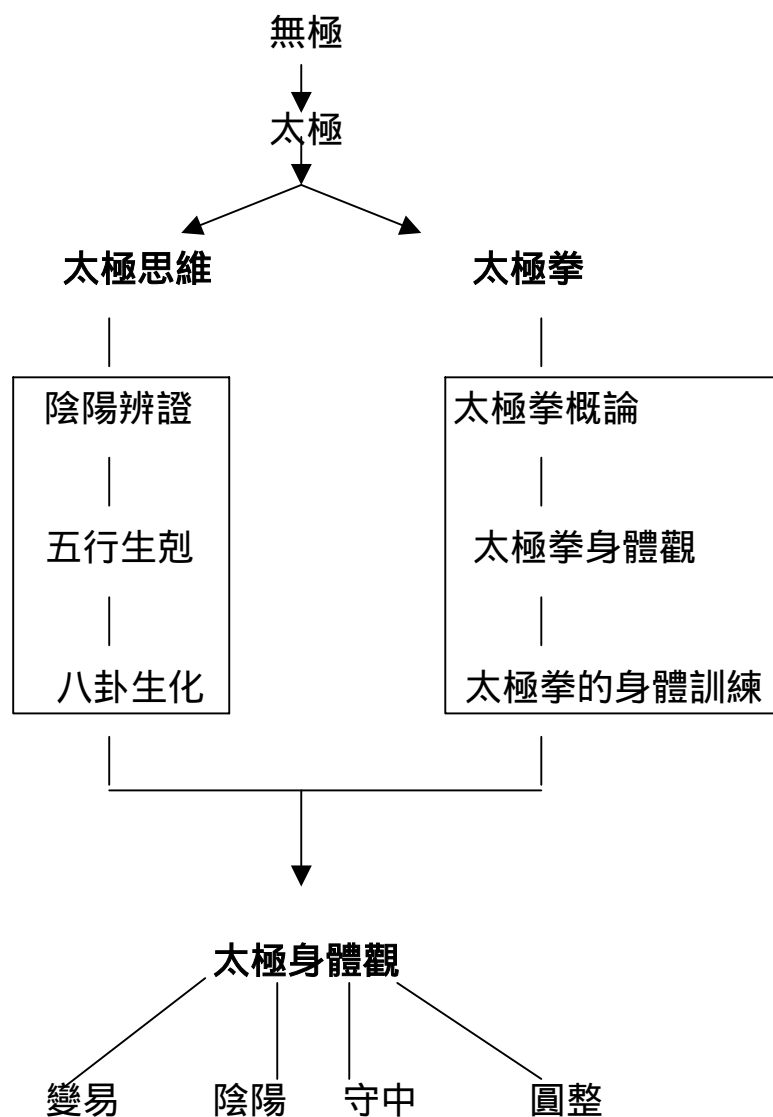 無極
太極
太極思維 太極拳
陰陽辨證 太極拳概論
五行生剋 太極拳身體觀
八卦生化 太極拳的身體訓練
太極身體觀
變易 陰陽 守中 圓整